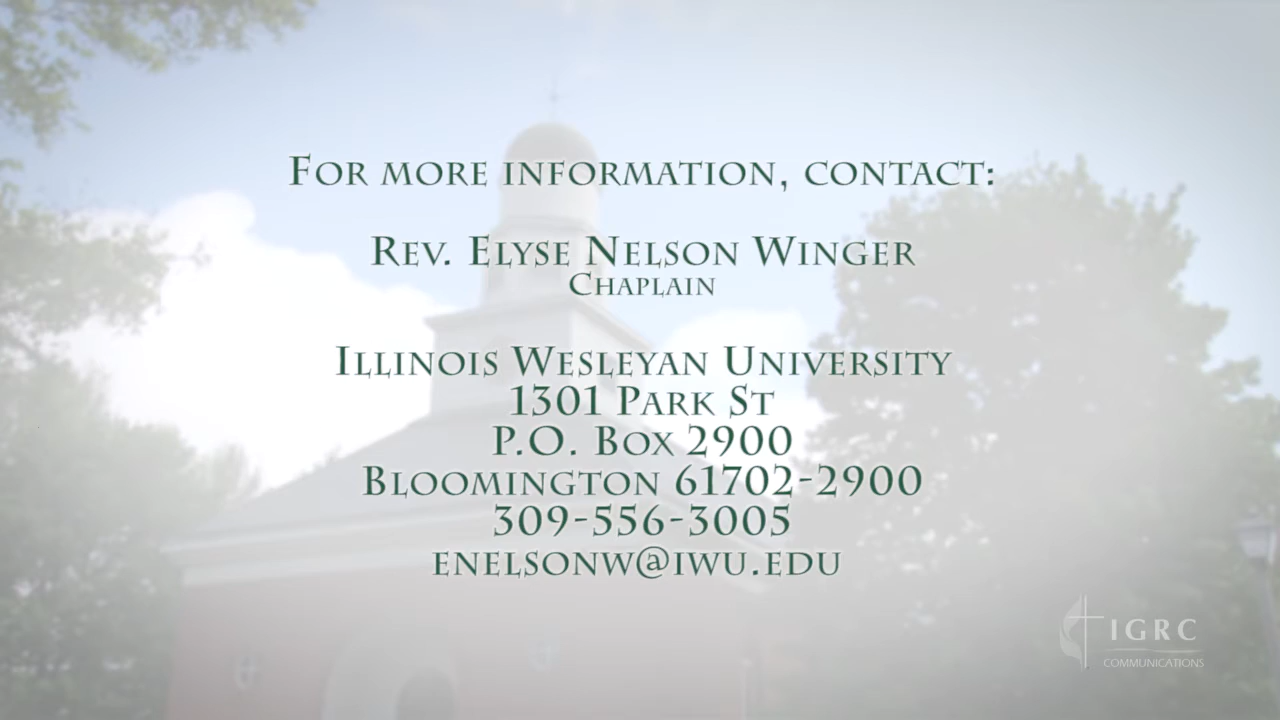 For more information, contact:
Rev. Elyse Nelson Winger
Chaplain
Illinois Wesleyan University
1301 Park St
P.O. Box 2900
Bloomington 61702-2900
309-556-3005
enelsonw@iwu.edu
IGRC
COMMUNICATIONS